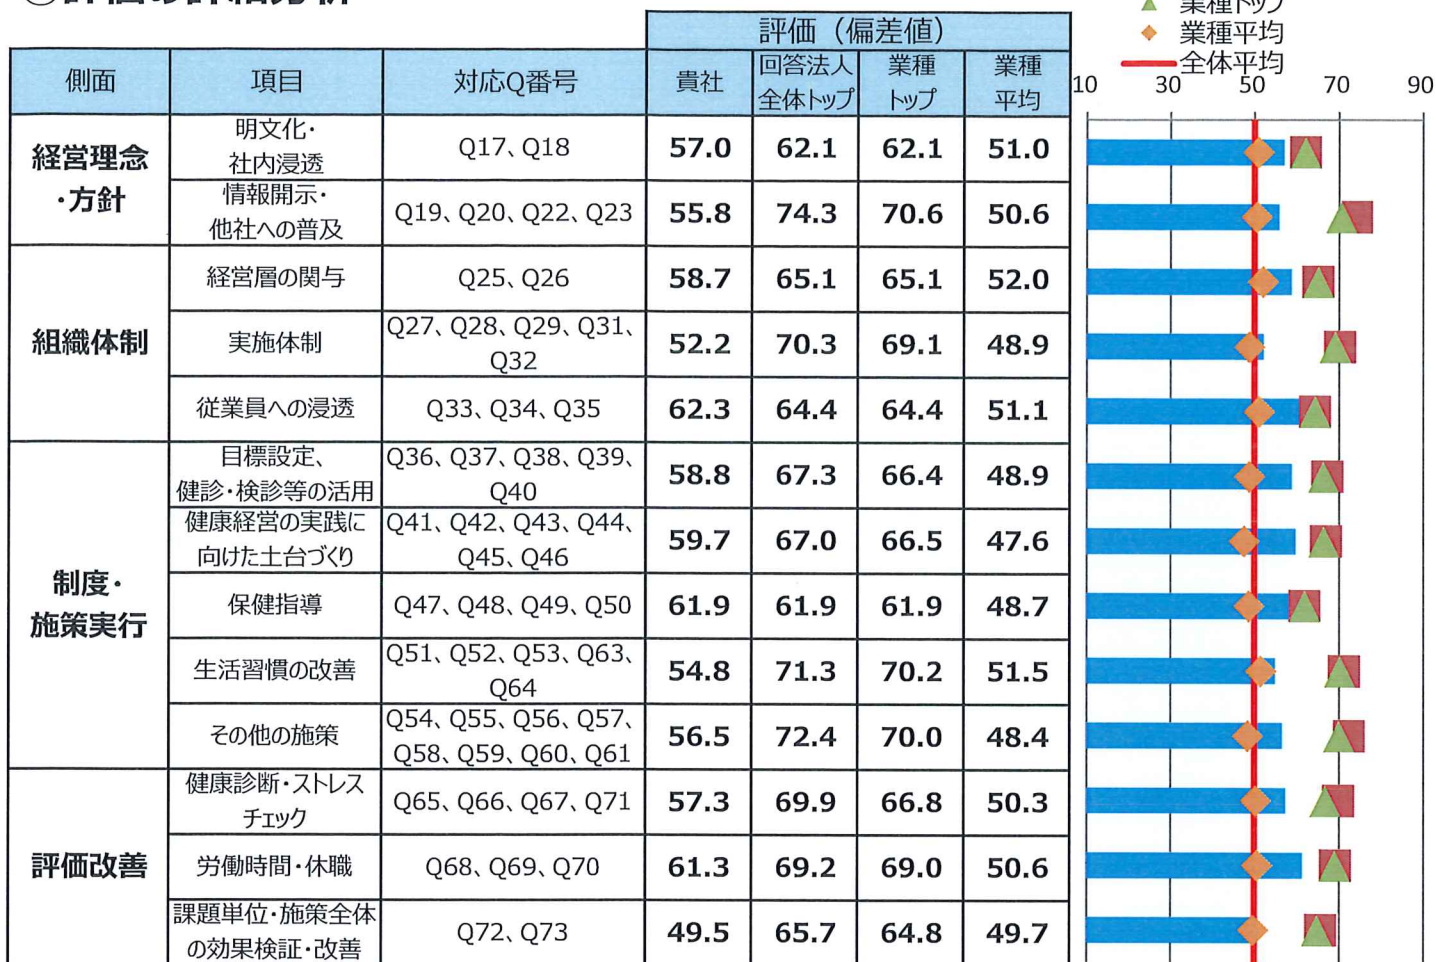 ①評価の詳細分析
業種トップ
業種平均
全体平均
評価（偏差値）
側面 項目 対応Q番号 貴社 回答法人全体トップ 業種トップ 業種平均
10 30 50 70 90
経営理念・方針
明文化・
社内浸透
Q17、Q18
57.0 62.1 62.1 51.0
情報開示・
他社への普及
Q19、Q20、Q22、Q23
55.8 74.3 70.6 50.6
組織体制
経営層の関与
Q25、Q26
58.7 65.1 65.1 52.0
実施体制
Q27、Q28、Q29、Q31、
Q32
52.2 70.3 69.1 48.9
従業員への浸透
Q33、Q34、Q35
62.3 64.4 64.4 51.1
制度・
施策実行
目標設定、
健診・検診等の活用
Q36、Q37、Q38、Q39、
Q40
58.8 67.3 66.4 48.9
健康経営の実践に
向けた土台づくり
Q41、Q42、Q43、Q44、
Q45、Q46
59.7 67.0 66.5 47.6
保健指導
Q47、Q48、Q49、Q50
61.9 61.9 61.9 48.7
生活習慣の改善
Q51、Q52、Q53、Q63、
Q64
54.8 71.3 70.2 51.5
その他の施策
Q54、Q55、Q56、Q57、
Q58、Q59、Q60、Q61
56.5 72.4 70.0 48.4
評価改善
健康診断・ストレス
チェック
Q65、Q66、Q67、Q71
57.3 69.9 66.8 50.3
労働時間・休職
Q68、Q69、Q70
61.3 69.2 69.0 50.6
課題単位・施策全体
の効果検証・改善
Q72、Q73
49.5 65.7 64.8 49.7